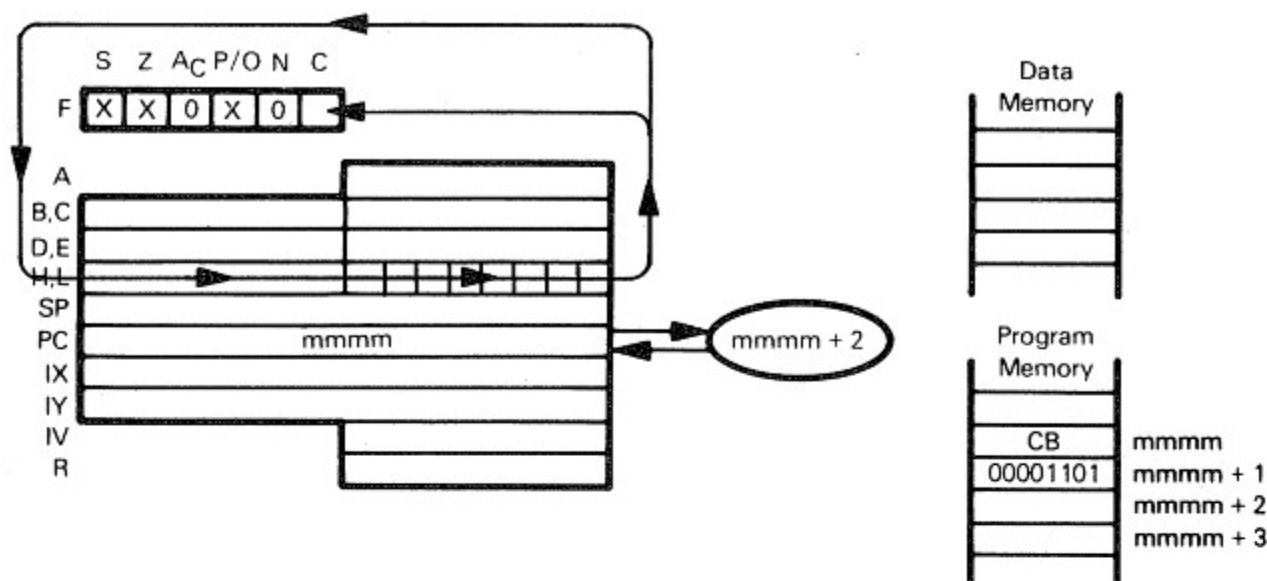 S Z AC P/O N C
F X X 0 X 0
A
B,C
D,E
H,L
SP
PC mmmm
IX
IY
IV
R
mmmm + 2
Data
Memory
Program
Memory
CB mmmm
00001101 mmmm + 1
mmmm + 2
mmmm + 3